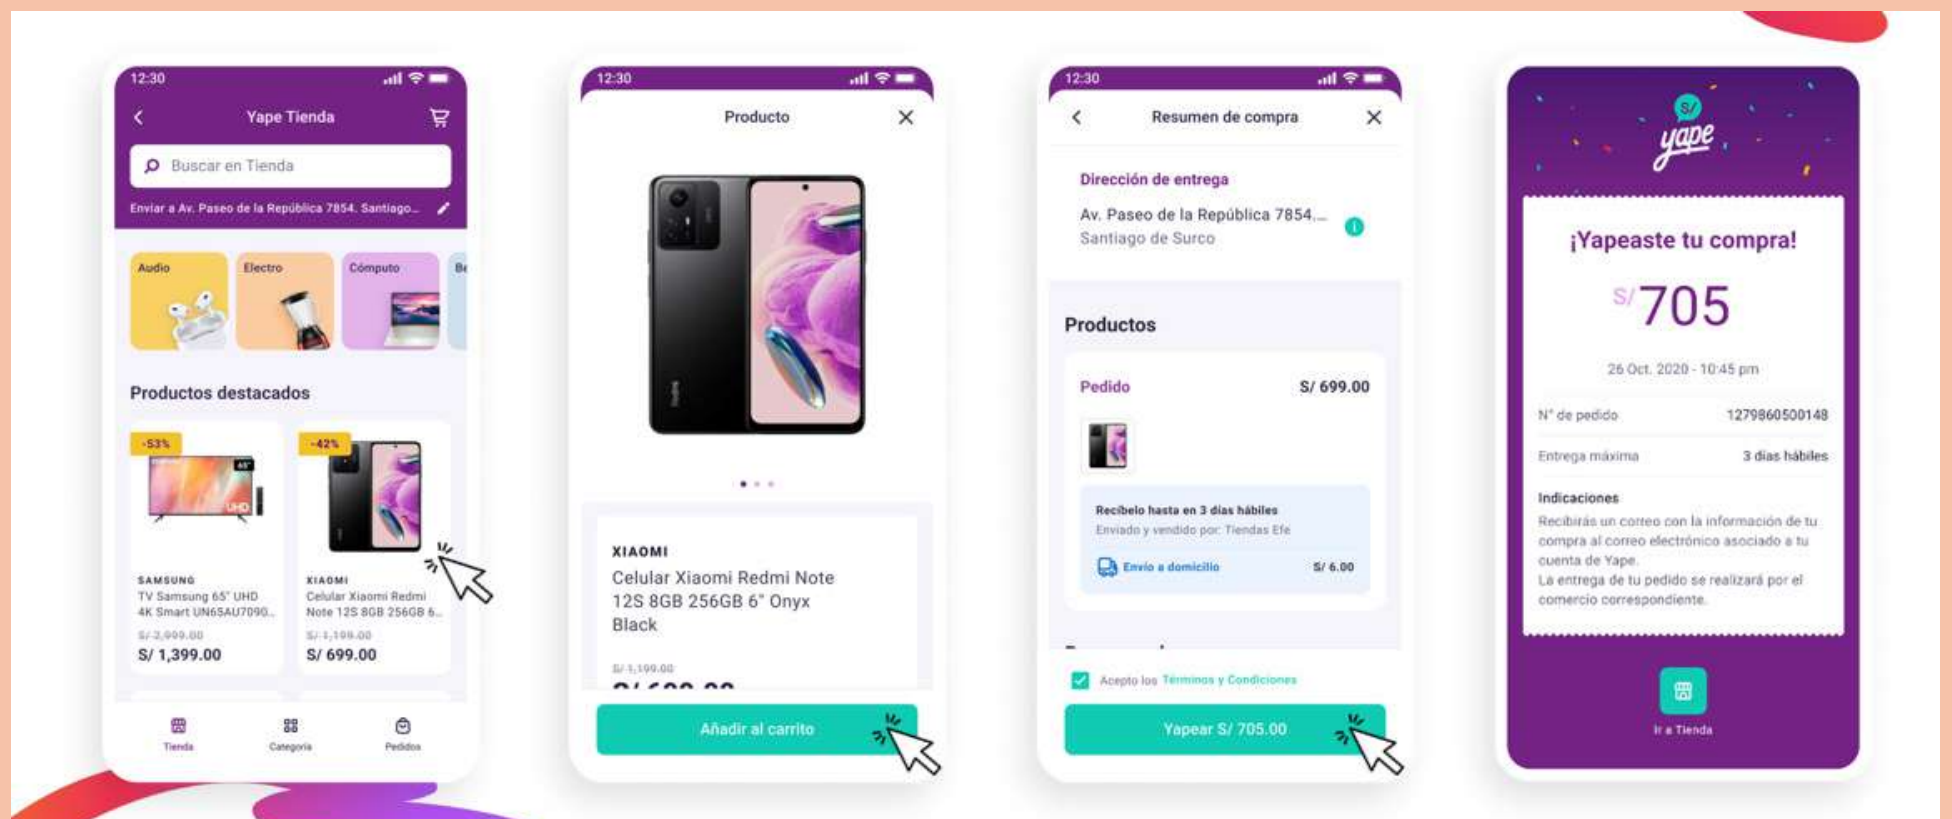 12:30
Yape Tienda
Buscar en Tienda
Enviar a Av. Paseo de la República 7854. Santiago...
Audio
Electro
Cómputo
Be
Productos destacados
-53%
65"
UHD
SAMSUNG
TV Samsung 65" UHD
4K Smart UN65AU7090...
S/ 2,999.00
S/ 1,399.00
-42%
XIAOMI
Celular Xiaomi Redmi
Note 12S 8GB 256GB 6...
S/ 1,199.00
S/ 699.00
Tienda
Categoría
Pedidos
12:30
Producto
Redmi
XIAOMI
Celular Xiaomi Redmi Note
12S 8GB 256GB 6" Onyx
Black
S/ 1,199.00
S/ 699.00
Añadir al carrito
12:30
Resumen de compra
Dirección de entrega
Av. Paseo de la República 7854....
Santiago de Surco
Productos
Pedido
S/ 699.00
Recíbelo hasta en 3 días hábiles
Enviado y vendido por: Tiendas Efe
Envío a domicilio
S/ 6.00
Acepto los Términos y Condiciones
Yapear S/ 705.00
S/
yape
¡Yapeaste tu compra!
S/ 705
26 Oct. 2020 - 10:45 pm
N° de pedido
1279860500148
Entrega máxima
3 días hábiles
Indicaciones
Recibirás un correo con la información de tu
compra al correo electrónico asociado a tu
cuenta de Yape.
La entrega de tu pedido se realizará por el
comercio correspondiente.
Ir a Tienda